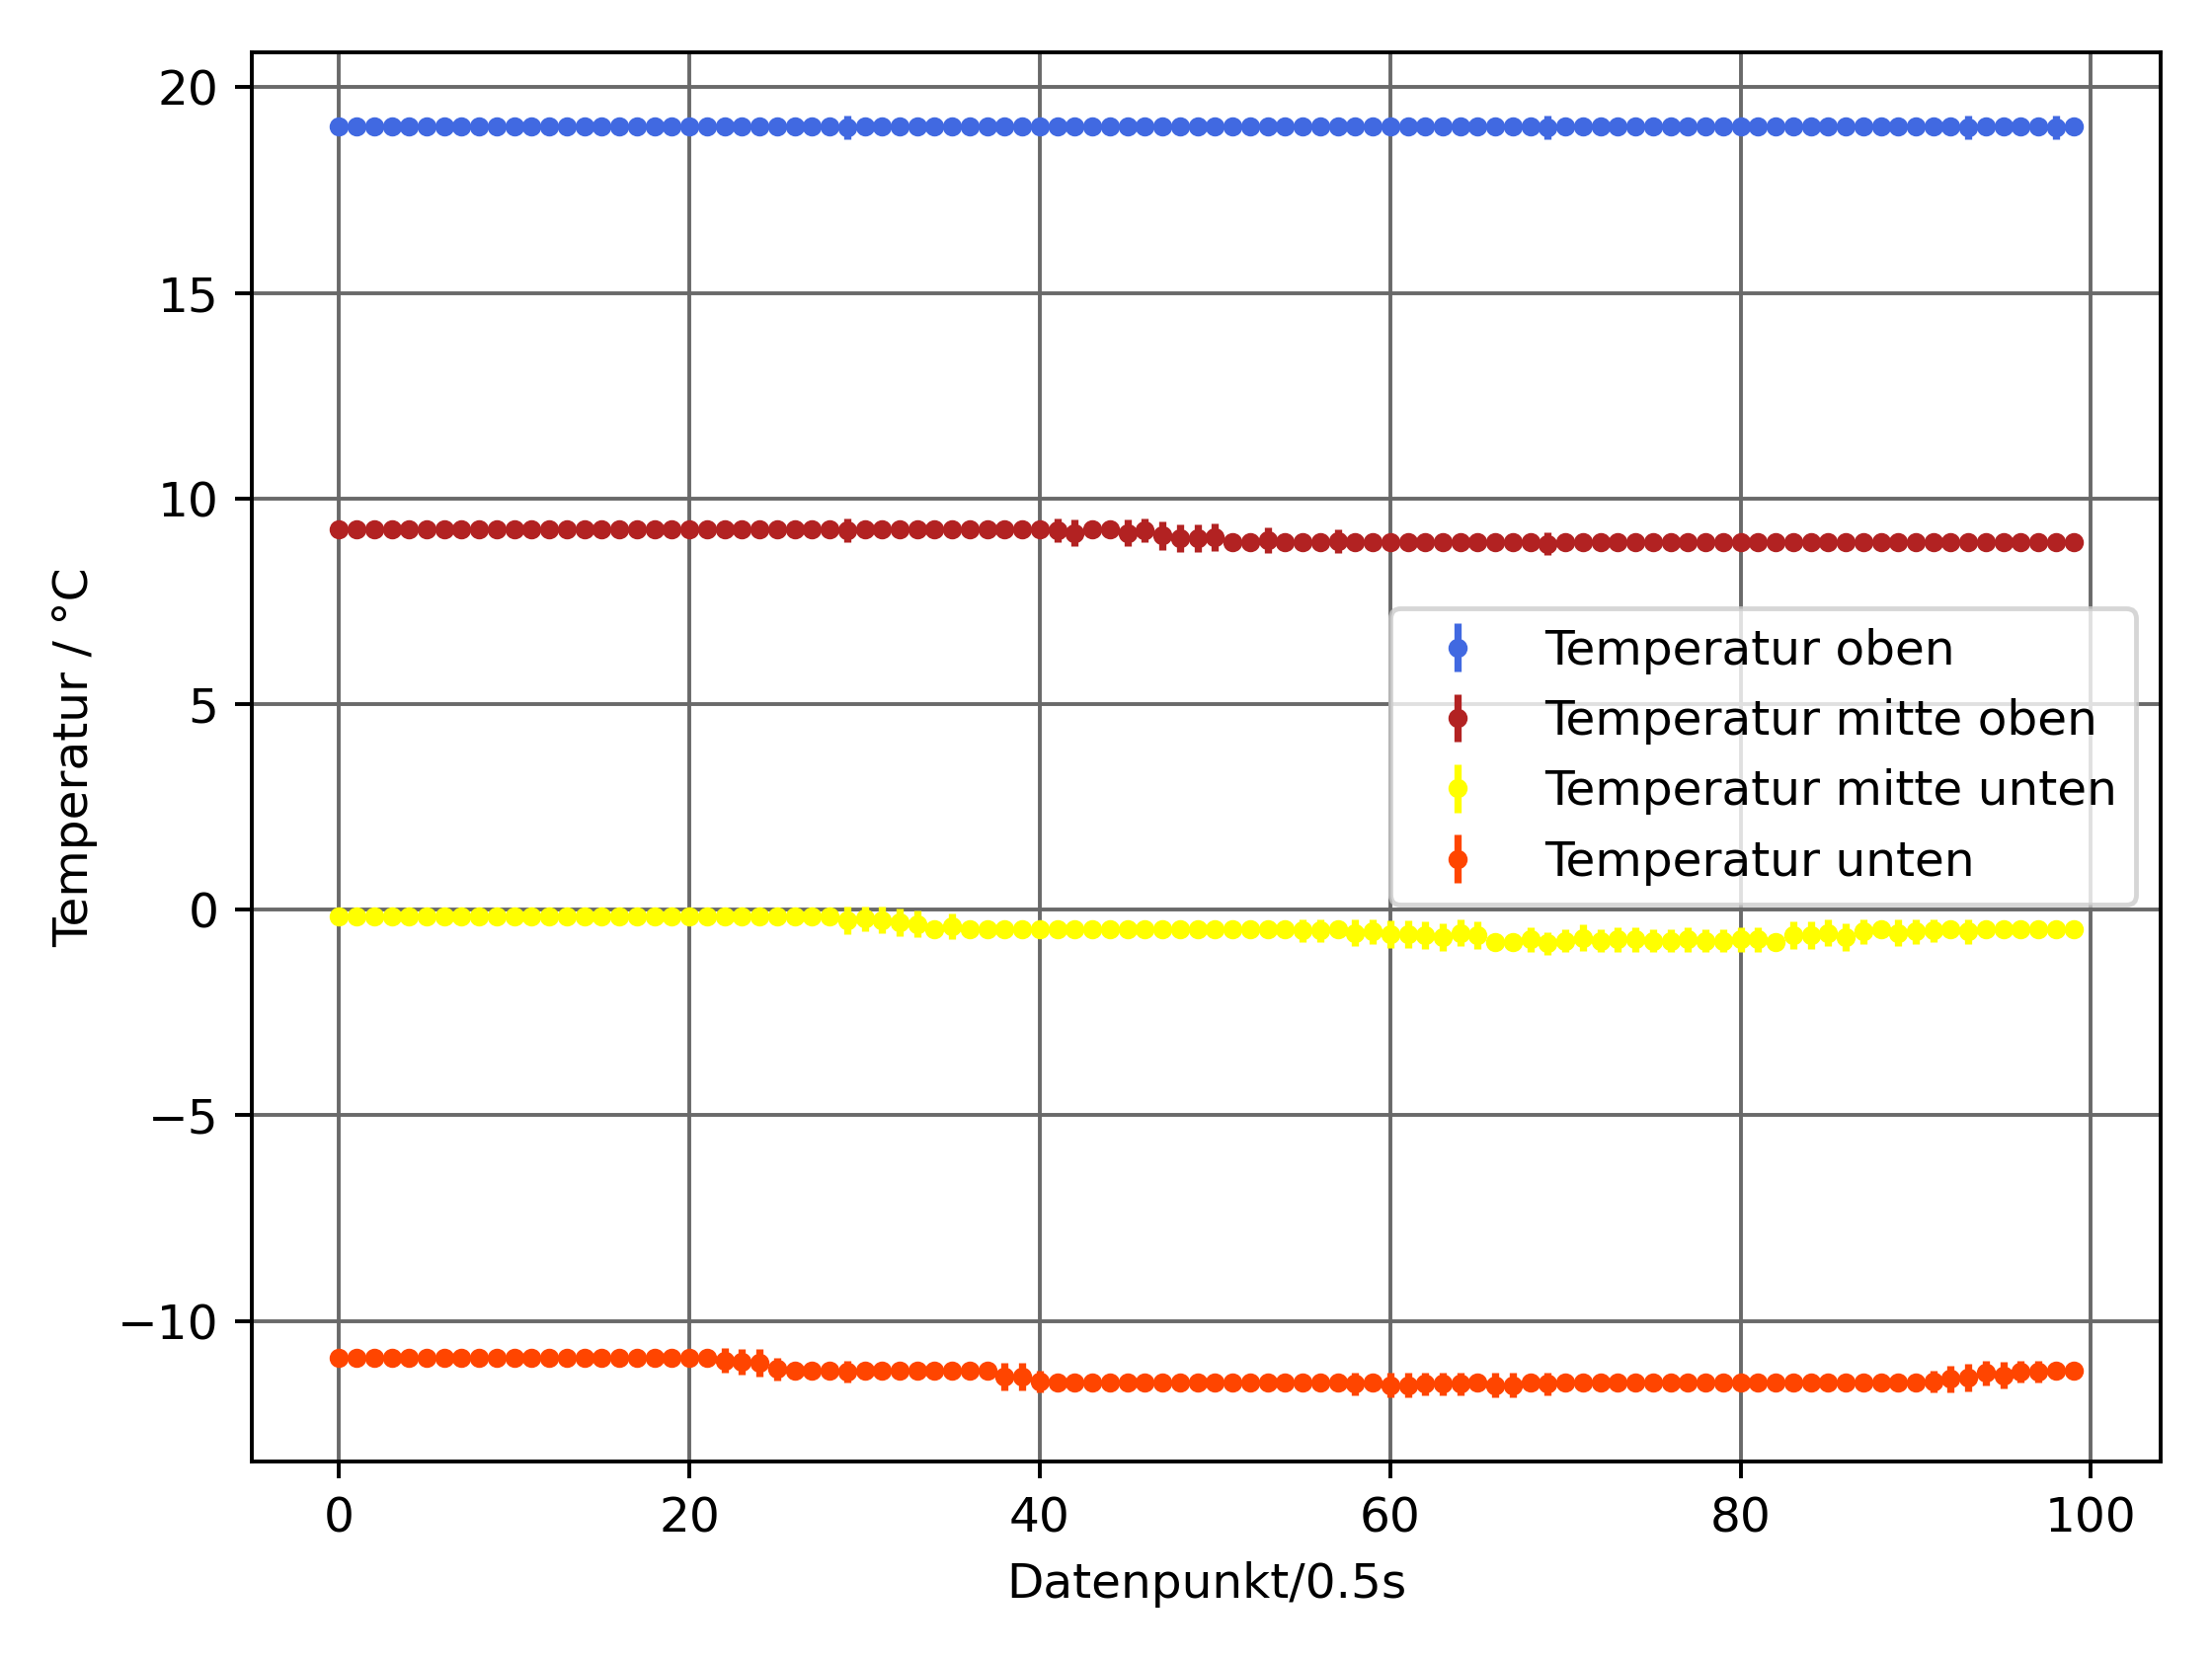 20
15
10
5
0
−5
−10
Temperatur / °C
Temperatur oben
Temperatur mitte oben
Temperatur mitte unten
Temperatur unten
0 20 40 60 80 100
Datenpunkt/0.5s